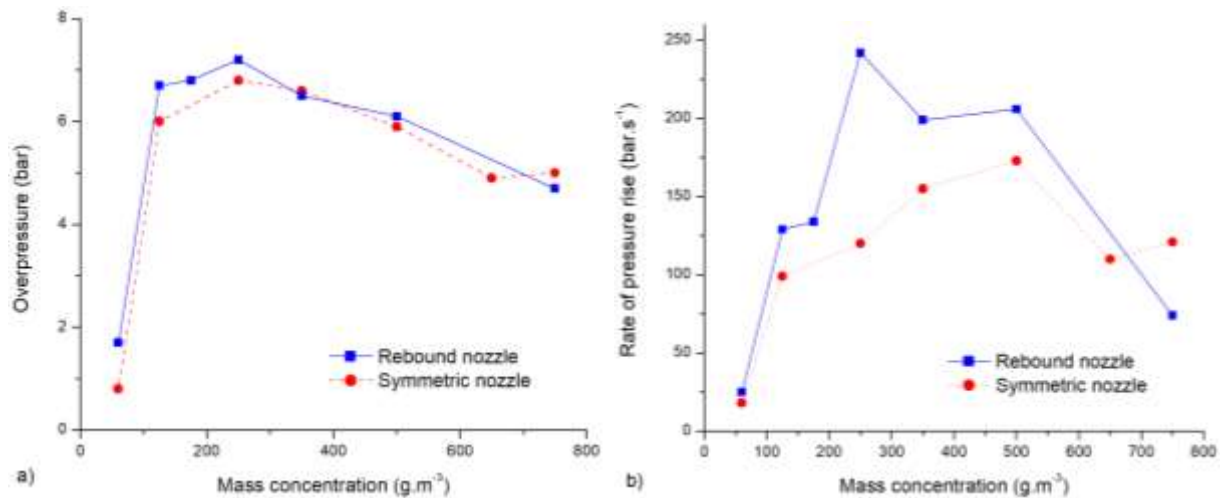 8
6
4
2
0
Overpressure (bar)
Rebound nozzle
Symmetric nozzle
0 200 400 600 800
a) Mass concentration (g.m⁻³)
250
200
150
100
50
0
Rate of pressure rise (bar.s⁻¹)
Rebound nozzle
Symmetric nozzle
0 100 200 300 400 500 600 700 800
b) Mass concentration (g.m⁻³)